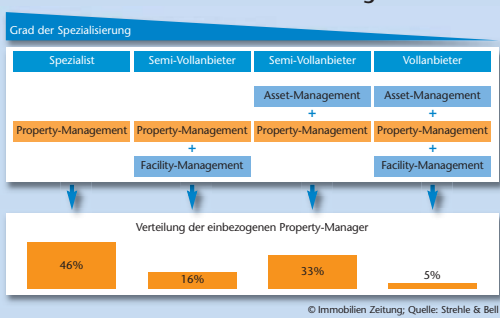 Grad der Spezialisierung
Spezialist Semi-Vollanbieter Semi-Vollanbieter Vollanbieter
Asset-Management Asset-Management
+ +
Property-Management Property-Management Property-Management Property-Management
+ +
Facility-Management Facility-Management
Verteilung der einbezogenen Property-Manager
46% 16% 33% 5%
© Immobilien Zeitung; Quelle: Strehle & Bell